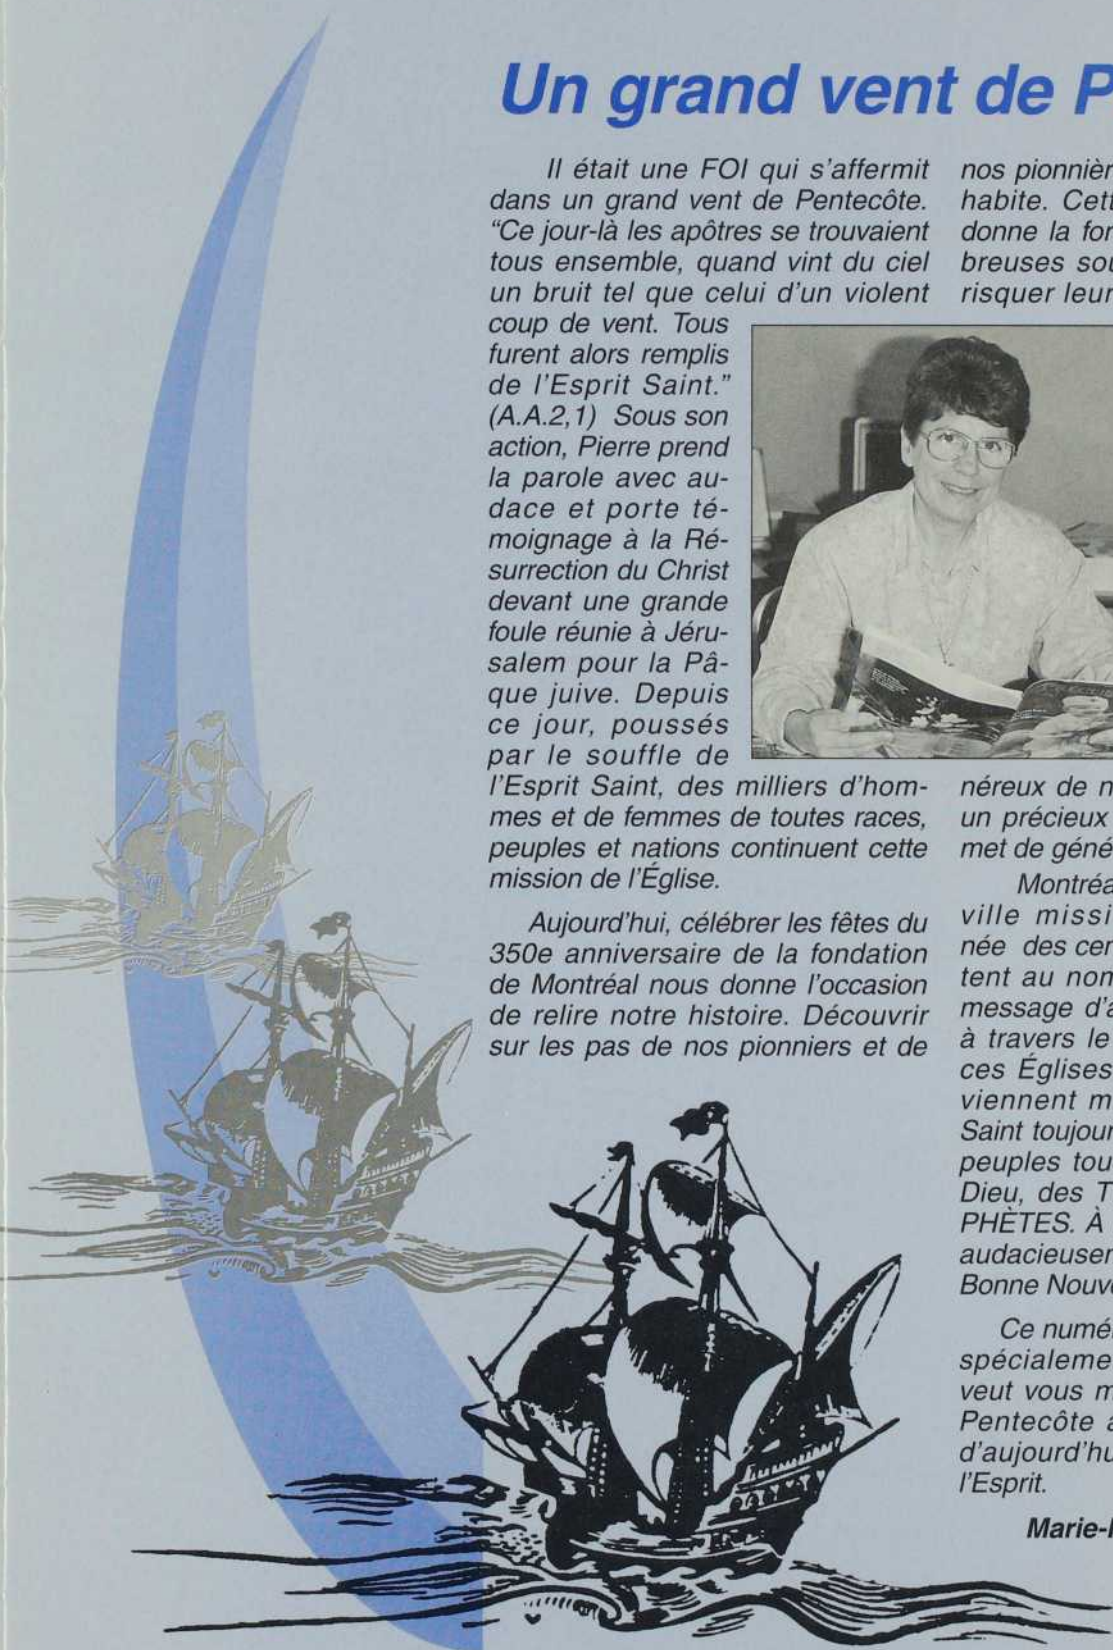 Un grand vent de P
Il était une FOI qui s'affermit
dans un grand vent de Pentecôte.
“Ce jour-là les apôtres se trouvaient
tous ensemble, quand vint du ciel
un bruit tel que celui d'un violent
coup de vent. Tous
furent alors remplis
de l'Esprit Saint.”
(A.A.2,1) Sous son
action, Pierre prend
la parole avec au-
dace et porte té-
moignage à la Ré-
surrection du Christ
devant une grande
foule réunie à Jéru-
salem pour la Pâ-
que juive. Depuis
ce jour, poussés
par le souffle de
l'Esprit Saint, des milliers d'hom-
mes et de femmes de toutes races,
peuples et nations continuent cette
mission de l'Église.
Aujourd'hui, célébrer les fêtes du
350e anniversaire de la fondation
de Montréal nous donne l'occasion
de relire notre histoire. Découvrir
sur les pas de nos pionniers et de
nos pionnièr
habite. Cett
donne la for
breuses sou
risquer leur
néreux de n
un précieux
met de géné
Montréa
ville missi
née des cer
tent au nom
message d'a
à travers le
ces Églises
viennent m
Saint toujour
peuples tou
Dieu, des T
PHÈTES. À
audacieuser
Bonne Nouve
Ce numér
spécialeme
veut vous m
Pentecôte a
d'aujourd'hu
l'Esprit.
Marie-